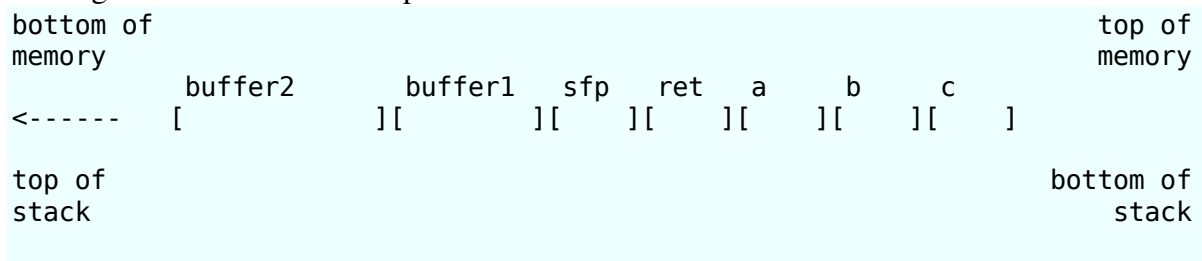 bottom of top of
memory memory
buffer2 buffer1 sfp ret a b c
<------ [ ][ ][ ][ ][ ][ ][ ]
top of bottom of
stack stack